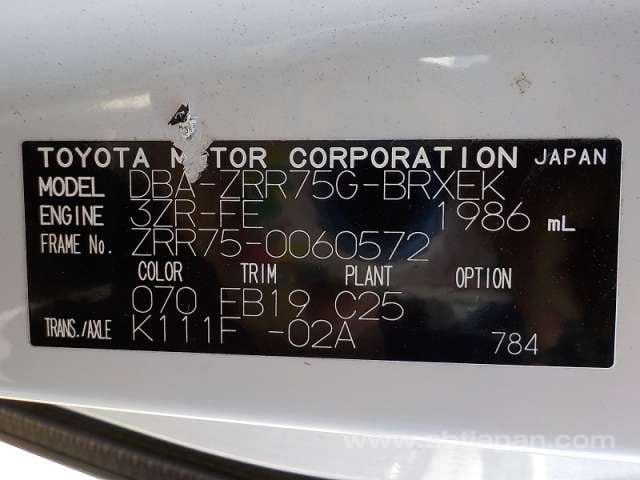 TOYOTA MOTOR CORPORATION JAPAN
MODEL DBA-ZRR75G-BRXEK
ENGINE 3ZR-FE 1986 mL
FRAME No. ZRR75-0060572
COLOR TRIM PLANT OPTION
070 FB19 C25
TRANS./AXLE K111F -02A 784
www.sbtjapan.com